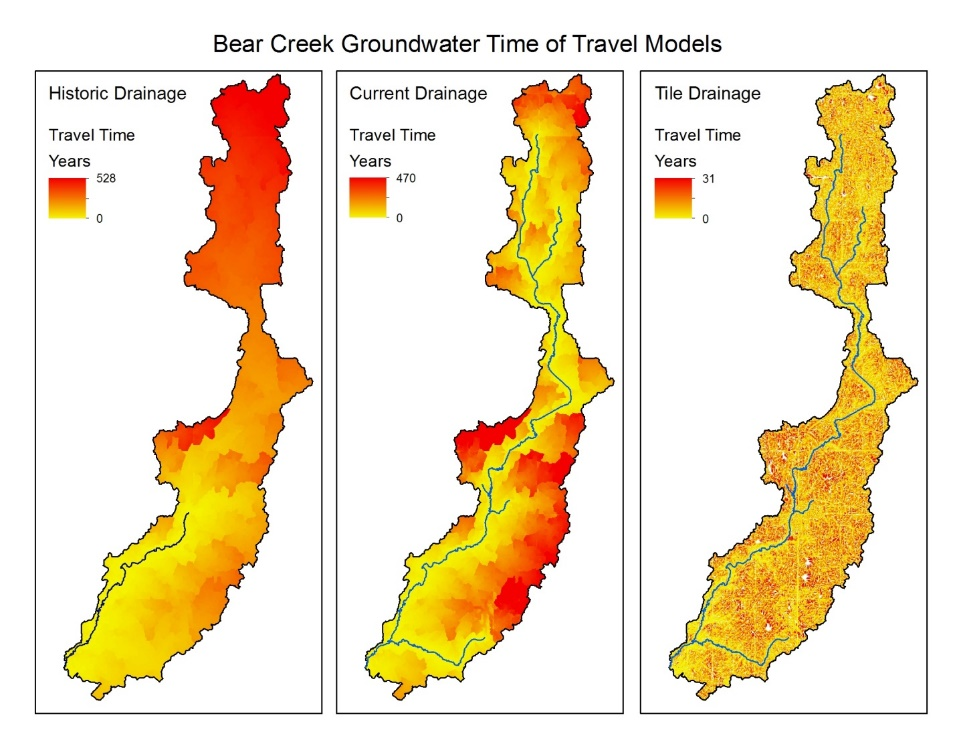 Bear Creek Groundwater Time of Travel Models
Historic Drainage
Travel Time
Years
528
0
Current Drainage
Travel Time
Years
470
0
Tile Drainage
Travel Time
Years
31
0